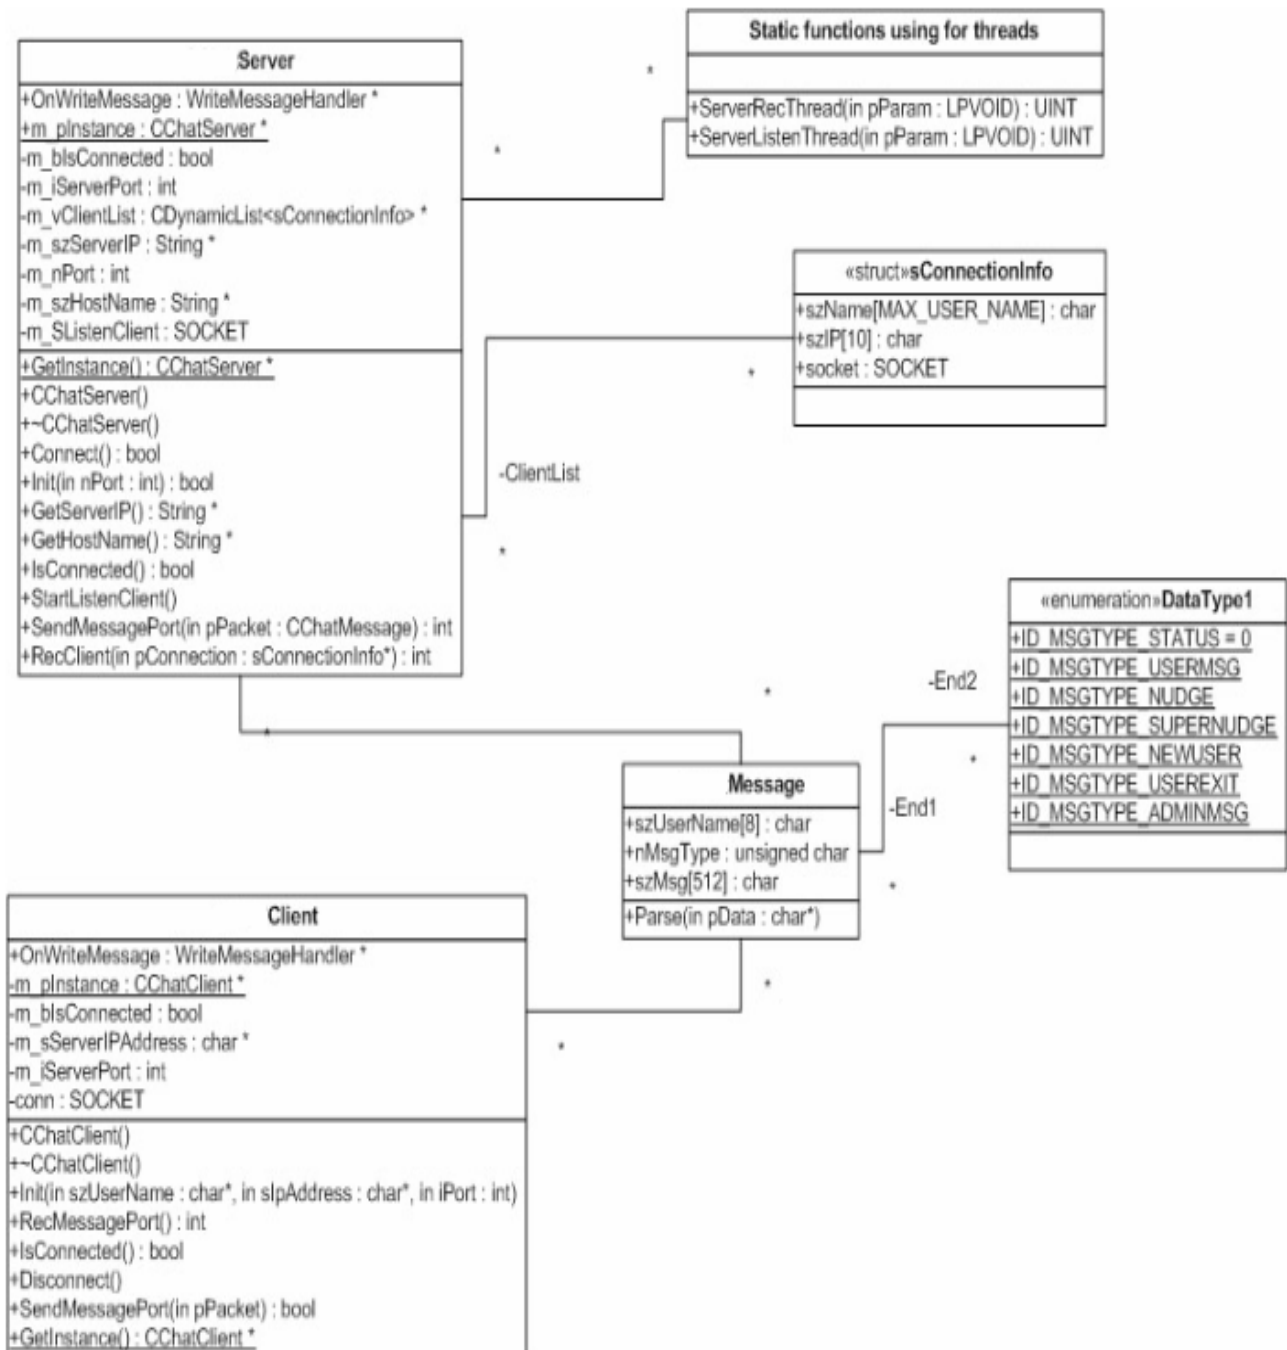 Server
+OnWriteMessage : WriteMessageHandler *
+m_pInstance : CChatServer *
-m_bIsConnected : bool
-m_iServerPort : int
-m_vClientList : CDynamicList<sConnectionInfo> *
-m_szServerIP : String *
-m_nPort : int
-m_szHostName : String *
-m_SListenClient : SOCKET
+GetInstance() : CChatServer *
+CChatServer()
+~CChatServer()
+Connect() : bool
+Init(in nPort : int) : bool
+GetServerIP() : String *
+GetHostName() : String *
+IsConnected() : bool
+StartListenClient()
+SendMessagePort(in pPacket : CChatMessage) : int
+RecClient(in pConnection : sConnectionInfo*) : int
*
*
Static functions using for threads
+ServerRecThread(in pParam : LPVOID) : UINT
+ServerListenThread(in pParam : LPVOID) : UINT
«struct»sConnectionInfo
+szName[MAX_USER_NAME] : char
+szIP[10] : char
+socket : SOCKET
*
-ClientList
*
«enumeration»DataType1
+ID_MSGTYPE_STATUS = 0
+ID_MSGTYPE_USERMSG
+ID_MSGTYPE_NUDGE
+ID_MSGTYPE_SUPERNUDGE
+ID_MSGTYPE_NEWUSER
+ID_MSGTYPE_USEREXIT
+ID_MSGTYPE_ADMINMSG
-End2
*
-End1
*
*
*
Message
+szUserName[8] : char
+nMsgType : unsigned char
+szMsg[512] : char
+Parse(in pData : char*)
*
*
Client
+OnWriteMessage : WriteMessageHandler *
-m_pInstance : CChatClient *
-m_bIsConnected : bool
-m_sServerIPAddress : char *
-m_iServerPort : int
-conn : SOCKET
+CChatClient()
+~CChatClient()
+Init(in szUserName : char*, in sIpAddress : char*, in iPort : int)
+RecMessagePort() : int
+IsConnected() : bool
+Disconnect()
+SendMessagePort(in pPacket) : bool
+GetInstance() : CChatClient *